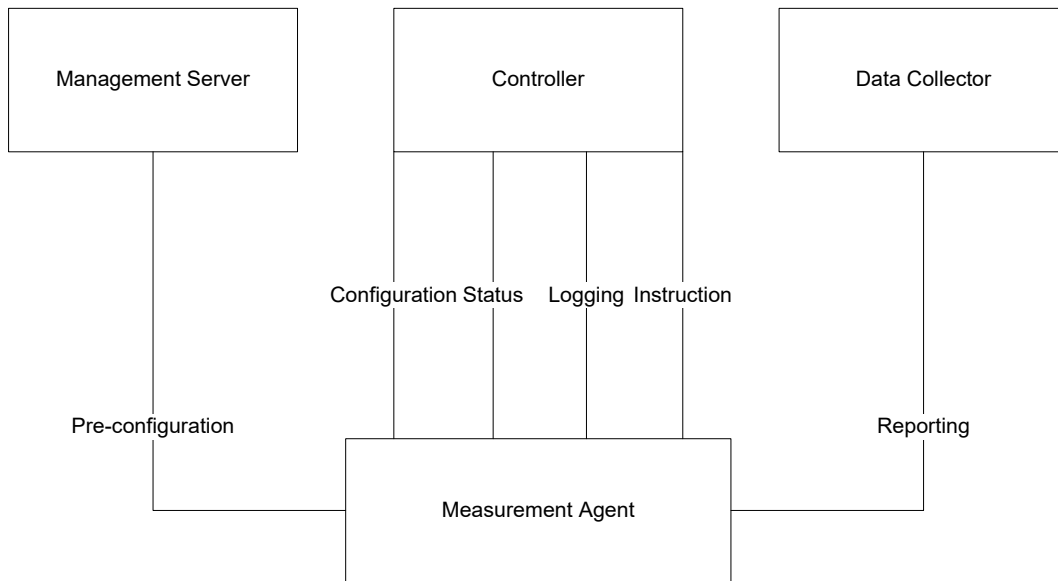 Management Server
Controller
Data Collector
Configuration Status Logging Instruction
Pre-configuration
Reporting
Measurement Agent